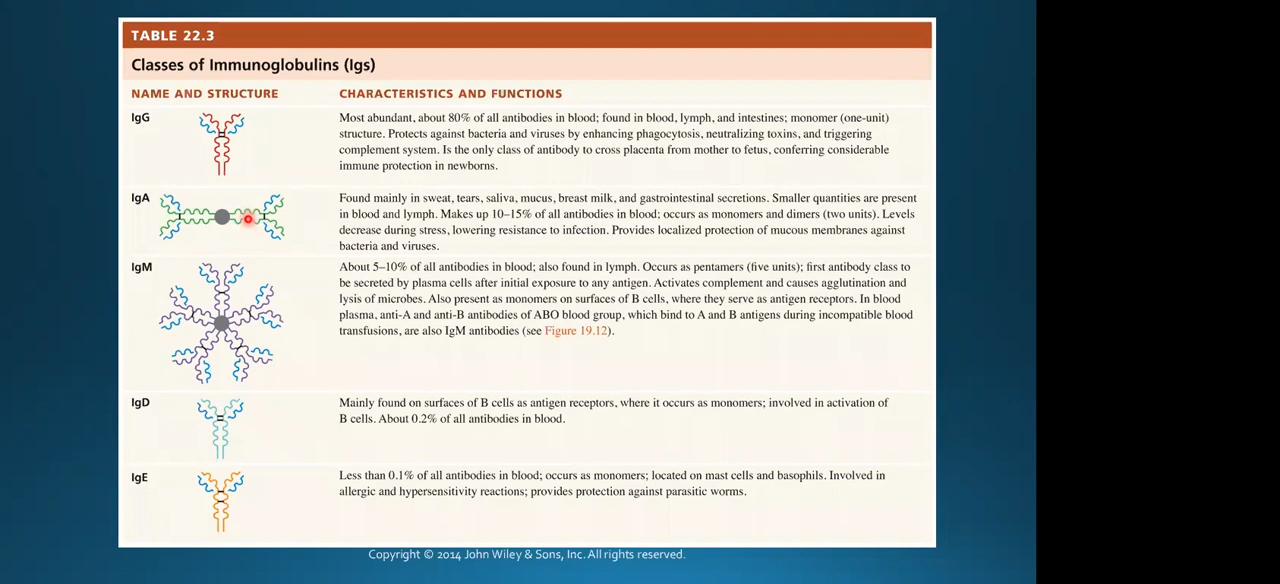 TABLE 22.3
Classes of Immunoglobulins (Igs)
NAME AND STRUCTURE CHARACTERISTICS AND FUNCTIONS
IgG
Most abundant, about 80% of all antibodies in blood; found in blood, lymph, and intestines; monomer (one-unit)
structure. Protects against bacteria and viruses by enhancing phagocytosis, neutralizing toxins, and triggering
complement system. Is the only class of antibody to cross placenta from mother to fetus, conferring considerable
immune protection in newborns.
IgA
Found mainly in sweat, tears, saliva, mucus, breast milk, and gastrointestinal secretions. Smaller quantities are present
in blood and lymph. Makes up 10–15% of all antibodies in blood; occurs as monomers and dimers (two units). Levels
decrease during stress, lowering resistance to infection. Provides localized protection of mucous membranes against
bacteria and viruses.
IgM
About 5–10% of all antibodies in blood; also found in lymph. Occurs as pentamers (five units); first antibody class to
be secreted by plasma cells after initial exposure to any antigen. Activates complement and causes agglutination and
lysis of microbes. Also present as monomers on surfaces of B cells, where they serve as antigen receptors. In blood
plasma, anti-A and anti-B antibodies of ABO blood group, which bind to A and B antigens during incompatible blood
transfusions, are also IgM antibodies (see Figure 19.12).
IgD
Mainly found on surfaces of B cells as antigen receptors, where it occurs as monomers; involved in activation of
B cells. About 0.2% of all antibodies in blood.
IgE
Less than 0.1% of all antibodies in blood; occurs as monomers; located on mast cells and basophils. Involved in
allergic and hypersensitivity reactions; provides protection against parasitic worms.
Copyright © 2014 John Wiley & Sons, Inc. All rights reserved.